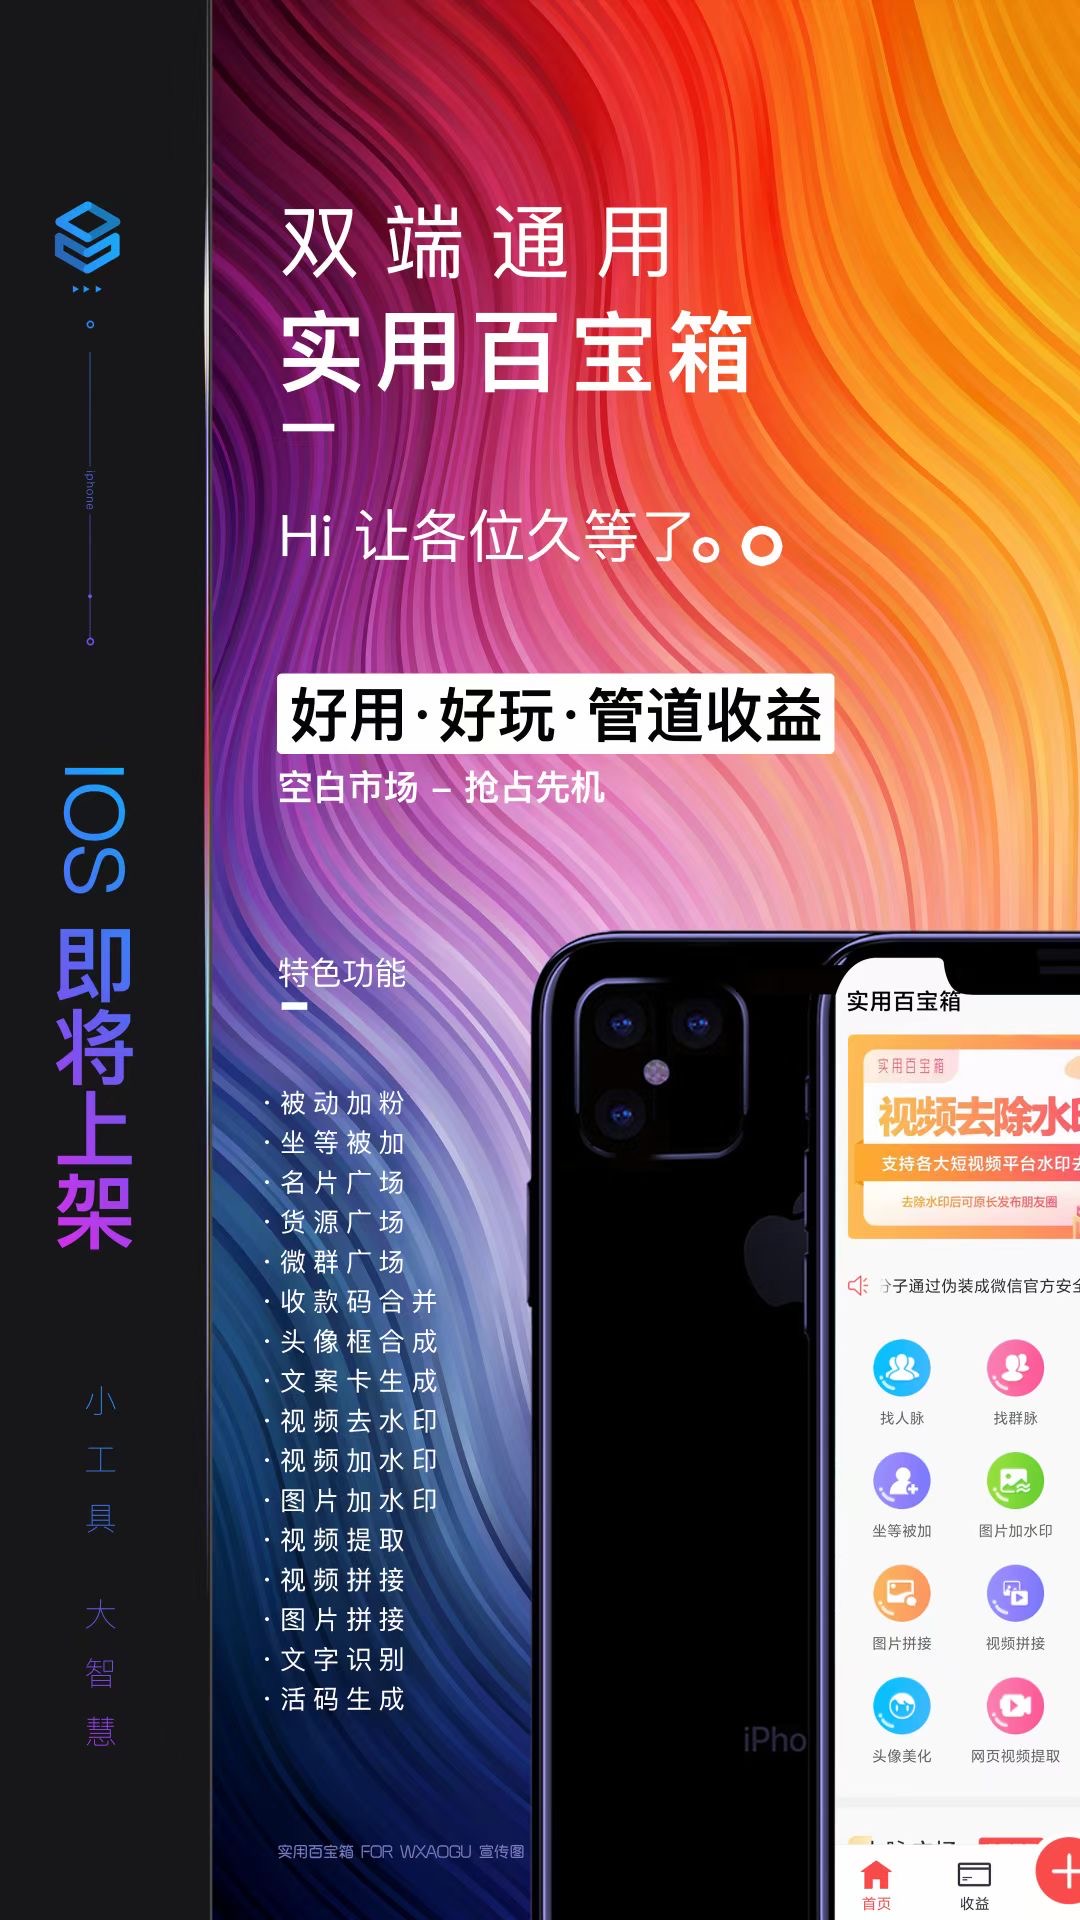 双端通用
实用百宝箱
Hi 让各位久等了。
好用·好玩·管道收益
空白市场 – 抢占先机
iphone
IOS 即将上架
小工具 大智慧
特色功能
· 被动加粉
· 坐等被加
· 名片广场
· 货源广场
· 微群广场
· 收款码合并
· 头像框合成
· 文案卡生成
· 视频去水印
· 视频加水印
· 图片加水印
· 视频提取
· 视频拼接
· 图片拼接
· 文字识别
· 活码生成
实用百宝箱 FOR WXAOGU 宣传图
iPho
实用百宝箱
实用百宝箱
视频去除水印
支持各大短视频平台水印去
去除水印后可原长发布朋友圈
子通过伪装成微信官方安全
找人脉 找群脉
坐等被加 图片加水印
图片拼接 视频拼接
头像美化 网页视频提取
首页 收益